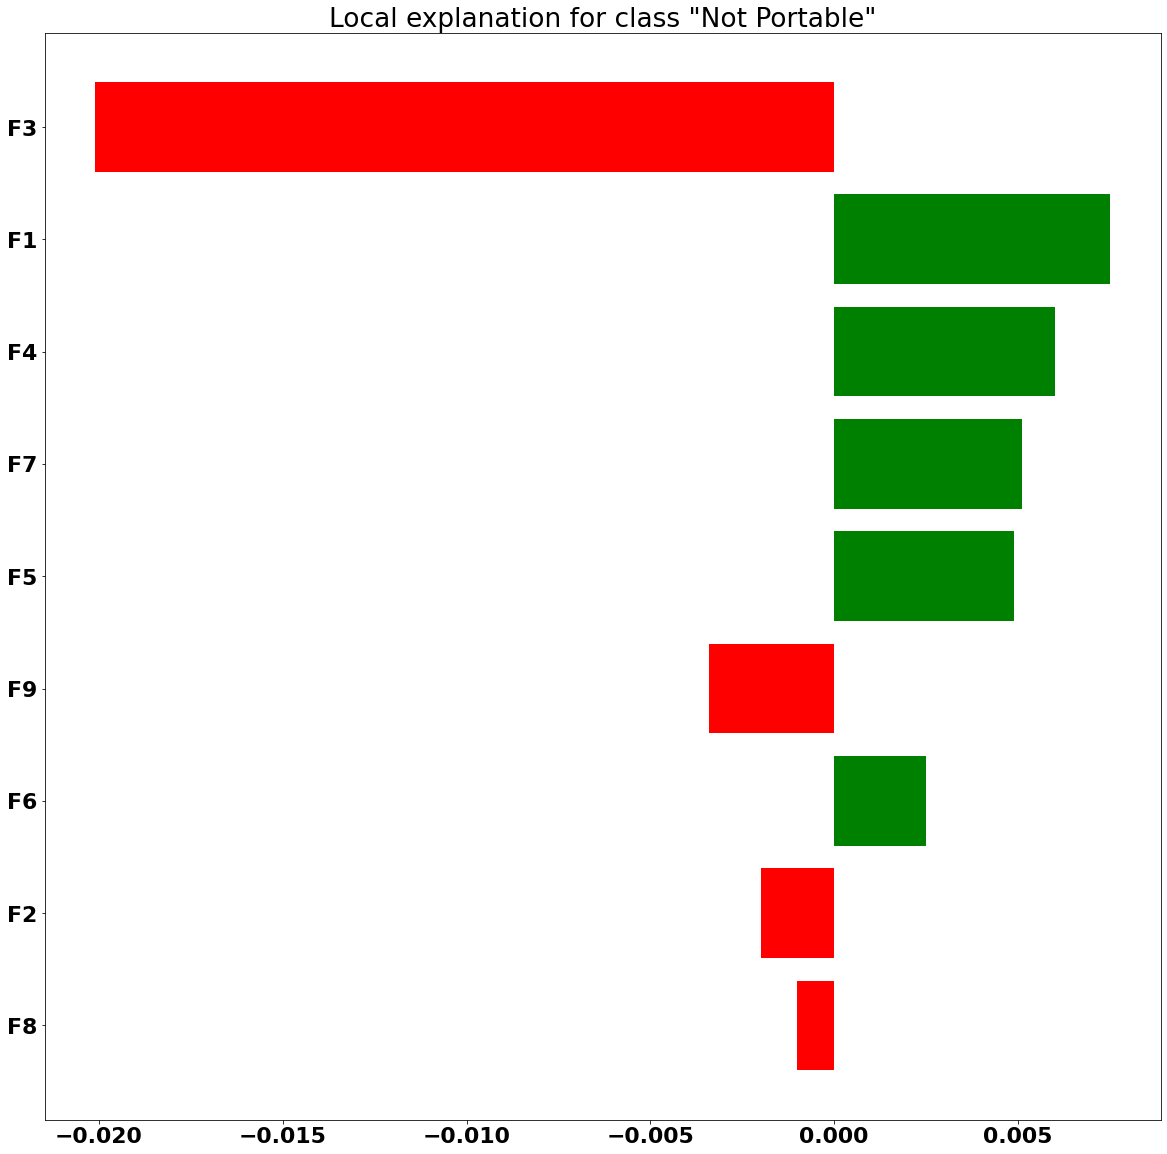 Local explanation for class "Not Portable"
F3
F1
F4
F7
F5
F9
F6
F2
F8
−0.020 −0.015 −0.010 −0.005 0.000 0.005